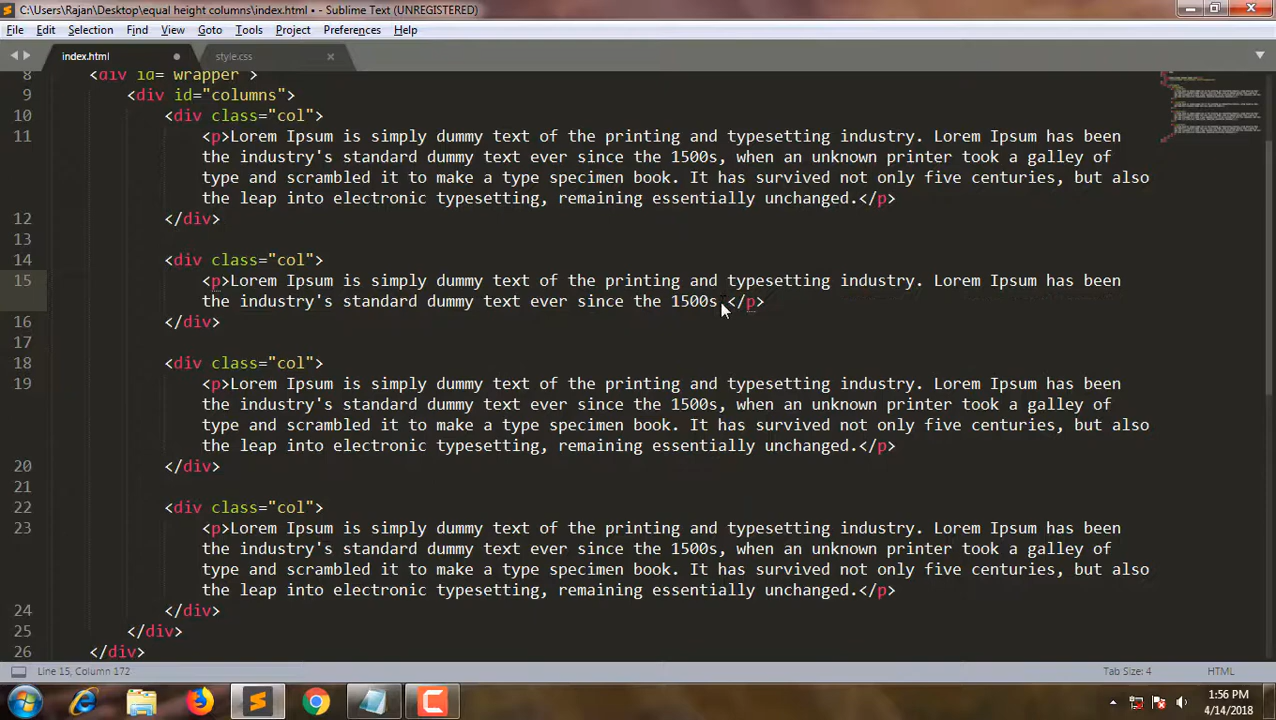 C:\Users\Rajan\Desktop\equal height columns\index.html • - Sublime Text (UNREGISTERED)
File Edit Selection Find View Goto Tools Project Preferences Help
index.html style.css
8 <div id="wrapper">
9 <div id="columns">
10 <div class="col">
11 <p>Lorem Ipsum is simply dummy text of the printing and typesetting industry. Lorem Ipsum has been
the industry's standard dummy text ever since the 1500s, when an unknown printer took a galley of
type and scrambled it to make a type specimen book. It has survived not only five centuries, but also
the leap into electronic typesetting, remaining essentially unchanged.</p>
12 </div>
13
14 <div class="col">
15 <p>Lorem Ipsum is simply dummy text of the printing and typesetting industry. Lorem Ipsum has been
the industry's standard dummy text ever since the 1500s.</p>
16 </div>
17
18 <div class="col">
19 <p>Lorem Ipsum is simply dummy text of the printing and typesetting industry. Lorem Ipsum has been
the industry's standard dummy text ever since the 1500s, when an unknown printer took a galley of
type and scrambled it to make a type specimen book. It has survived not only five centuries, but also
the leap into electronic typesetting, remaining essentially unchanged.</p>
20 </div>
21
22 <div class="col">
23 <p>Lorem Ipsum is simply dummy text of the printing and typesetting industry. Lorem Ipsum has been
the industry's standard dummy text ever since the 1500s, when an unknown printer took a galley of
type and scrambled it to make a type specimen book. It has survived not only five centuries, but also
the leap into electronic typesetting, remaining essentially unchanged.</p>
24 </div>
25 </div>
26 </div>
Line 15, Column 172 Tab Size: 4 HTML
1:56 PM
4/14/2018